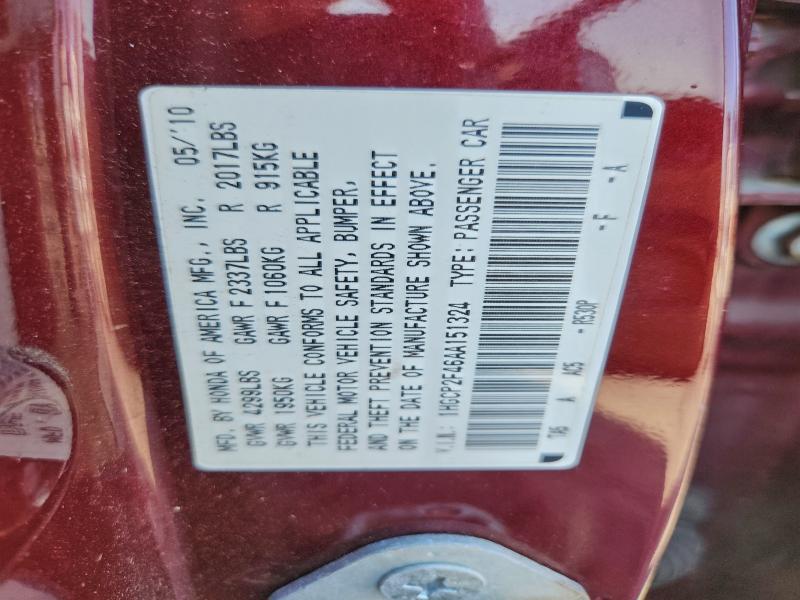 MFD. BY HONDA OF AMERICA MFG., INC. 05/'10
GVWR 4299LBS GAWR F 2337LBS R 2017LBS
GVWR 1950KG GAWR F 1060KG R 915KG
THIS VEHICLE CONFORMS TO ALL APPLICABLE
FEDERAL MOTOR VEHICLE SAFETY, BUMPER,
AND THEFT PREVENTION STANDARDS IN EFFECT
ON THE DATE OF MANUFACTURE SHOWN ABOVE.
V.I.N.: 1HGCP2F46AA151324 TYPE: PASSENGER CAR
A - R530P - F - A